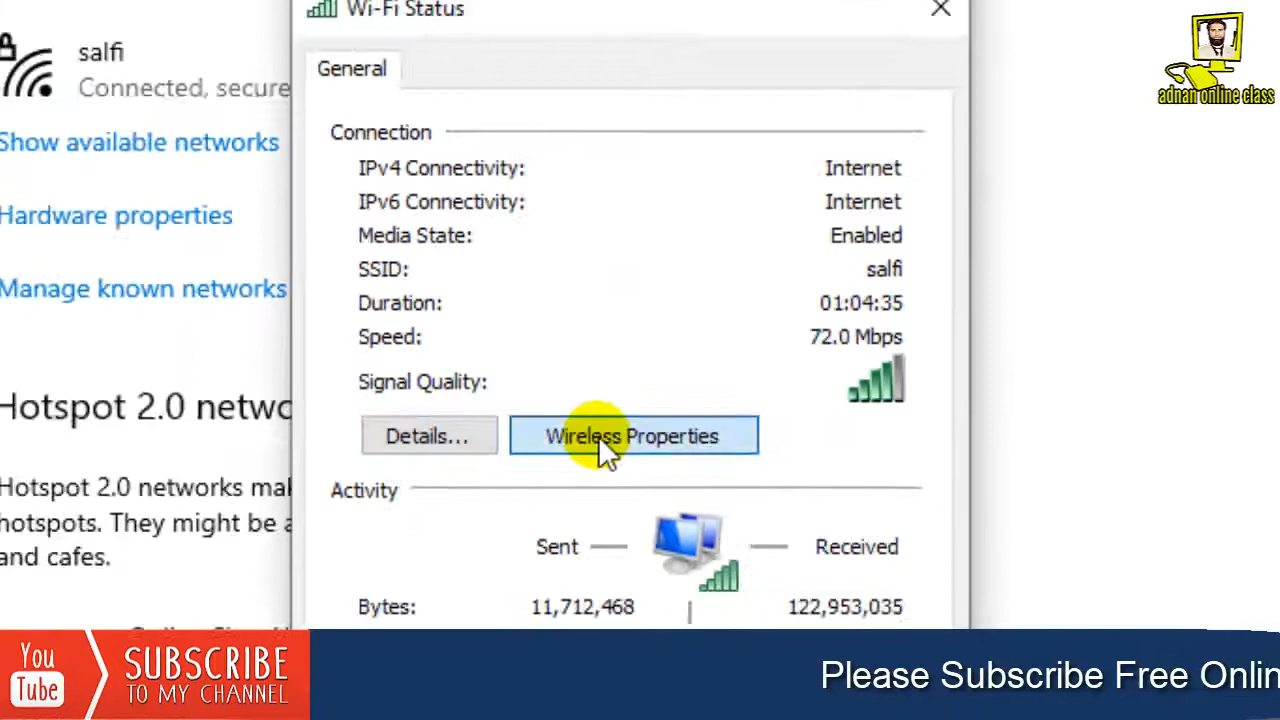 Wi-Fi Status
salfi
Connected, secure
Show available networks
Hardware properties
Manage known networks
Hotspot 2.0 netwo
Hotspot 2.0 networks mak
hotspots. They might be a
and cafes.
General
Connection
IPv4 Connectivity: Internet
IPv6 Connectivity: Internet
Media State: Enabled
SSID: salfi
Duration: 01:04:35
Speed: 72.0 Mbps
Signal Quality:
Details... Wireless Properties
Activity
Sent Received
Bytes: 11,712,468 122,953,035
adnan online class
You
Tube
SUBSCRIBE
TO MY CHANNEL
Please Subscribe Free Onlin